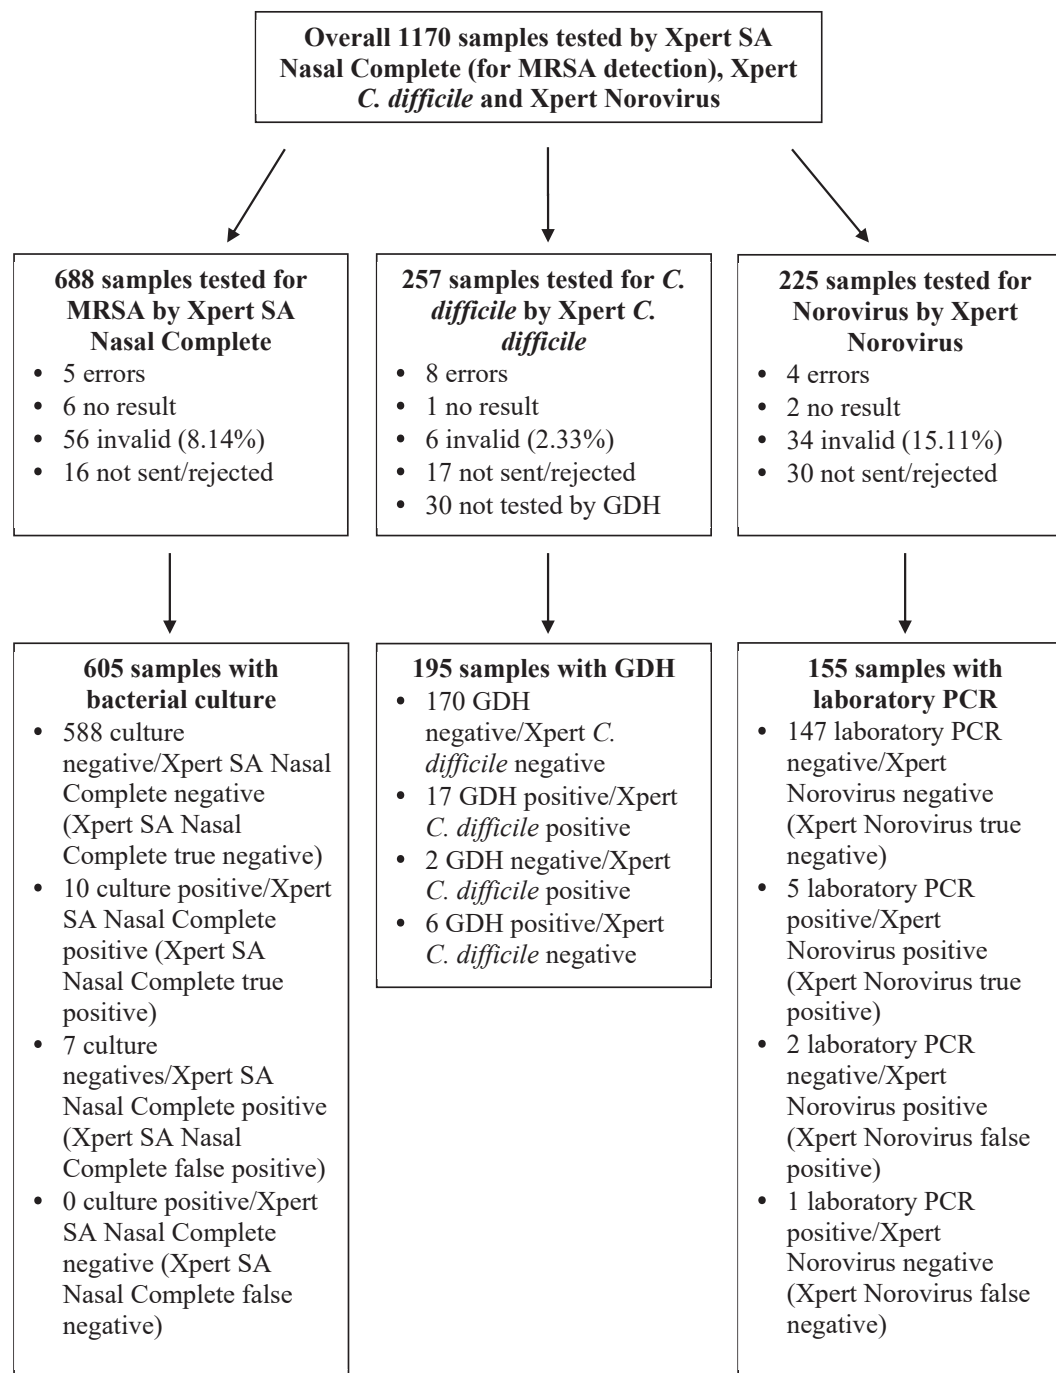 Overall 1170 samples tested by Xpert SA
Nasal Complete (for MRSA detection), Xpert
C. difficile and Xpert Norovirus
688 samples tested for
MRSA by Xpert SA
Nasal Complete
• 5 errors
• 6 no result
• 56 invalid (8.14%)
• 16 not sent/rejected
257 samples tested for C.
difficile by Xpert C.
difficile
• 8 errors
• 1 no result
• 6 invalid (2.33%)
• 17 not sent/rejected
• 30 not tested by GDH
225 samples tested for
Norovirus by Xpert
Norovirus
• 4 errors
• 2 no result
• 34 invalid (15.11%)
• 30 not sent/rejected
605 samples with
bacterial culture
• 588 culture
negative/Xpert SA Nasal
Complete negative
(Xpert SA Nasal
Complete true negative)
• 10 culture positive/Xpert
SA Nasal Complete
positive (Xpert SA
Nasal Complete true
positive)
• 7 culture
negatives/Xpert SA
Nasal Complete positive
(Xpert SA Nasal
Complete false positive)
• 0 culture positive/Xpert
SA Nasal Complete
negative (Xpert SA
Nasal Complete false
negative)
195 samples with GDH
• 170 GDH
negative/Xpert C.
difficile negative
• 17 GDH positive/Xpert
C. difficile positive
• 2 GDH negative/Xpert
C. difficile positive
• 6 GDH positive/Xpert
C. difficile negative
155 samples with
laboratory PCR
• 147 laboratory PCR
negative/Xpert
Norovirus negative
(Xpert Norovirus true
negative)
• 5 laboratory PCR
positive/Xpert
Norovirus positive
(Xpert Norovirus true
positive)
• 2 laboratory PCR
negative/Xpert
Norovirus positive
(Xpert Norovirus false
positive)
• 1 laboratory PCR
positive/Xpert
Norovirus negative
(Xpert Norovirus false
negative)